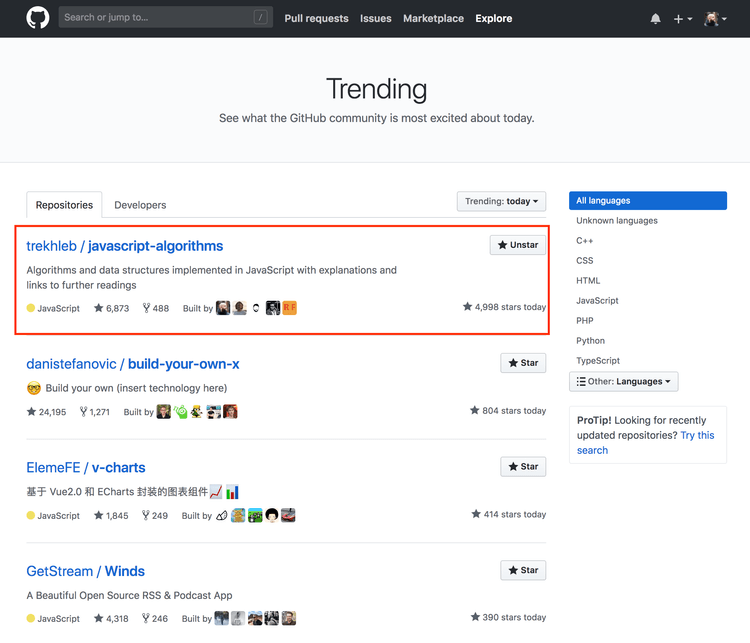 Search or jump to... /
Pull requests Issues Marketplace Explore
Trending
See what the GitHub community is most excited about today.
Repositories Developers Trending: today
trekhleb / javascript-algorithms
Unstar
Algorithms and data structures implemented in JavaScript with explanations and
links to further readings
JavaScript 6,873 488 Built by RF 4,998 stars today
danistefanovic / build-your-own-x
Star
Build your own (insert technology here)
24,195 1,271 Built by 804 stars today
ElemeFE / v-charts
Star
基于 Vue2.0 和 ECharts 封装的图表组件
JavaScript 1,845 249 Built by 414 stars today
GetStream / Winds
Star
A Beautiful Open Source RSS & Podcast App
JavaScript 4,318 246 Built by 390 stars today
All languages
Unknown languages
C++
CSS
HTML
JavaScript
PHP
Python
TypeScript
Other: Languages
ProTip! Looking for recently
updated repositories? Try this
search